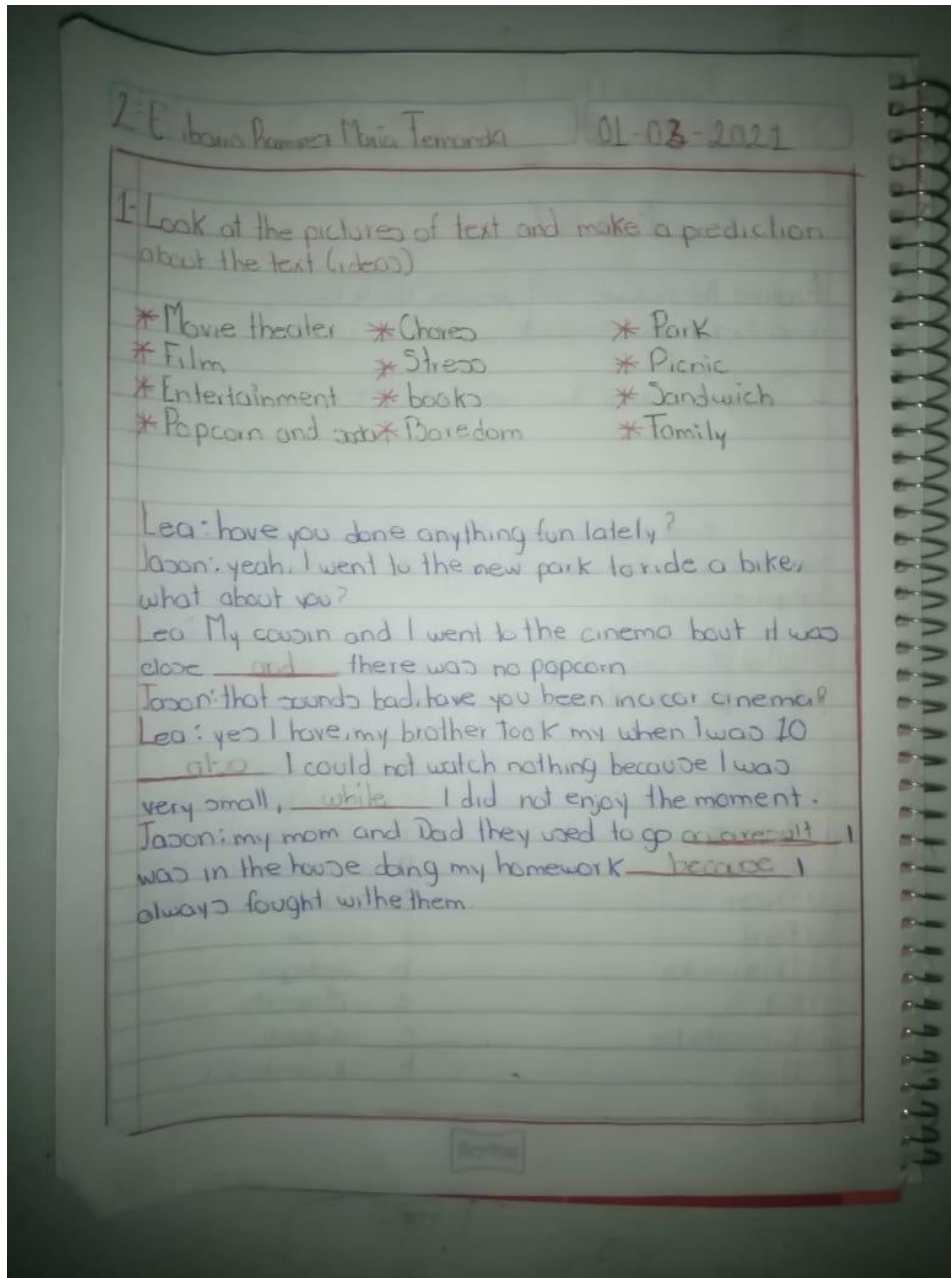 2:E ibarra Ramirez Maria Fernanda 01-03-2021
1- Look at the pictures of text and make a prediction
about the text (ideas)
* Movie theater * Chores * Park
* Film * Stress * Picnic
* Entertainment * books * Sandwich
* Popcorn and soda * Boredom * Family
Lea: have you done anything fun lately?
Jason: yeah. I went to the new park to ride a bike,
what about you?
Lea: My cousin and I went to the cinema bout it was
close and there was no popcorn
Jason: that sounds bad, have you been in a car cinema?
Lea: yes I have, my brother took my when I was 10
also I could not watch nothing because I was
very small, while I did not enjoy the moment.
Jason: my mom and Dad they used to go as a result I
was in the house doing my homework because I
always fought withe them
Scribe